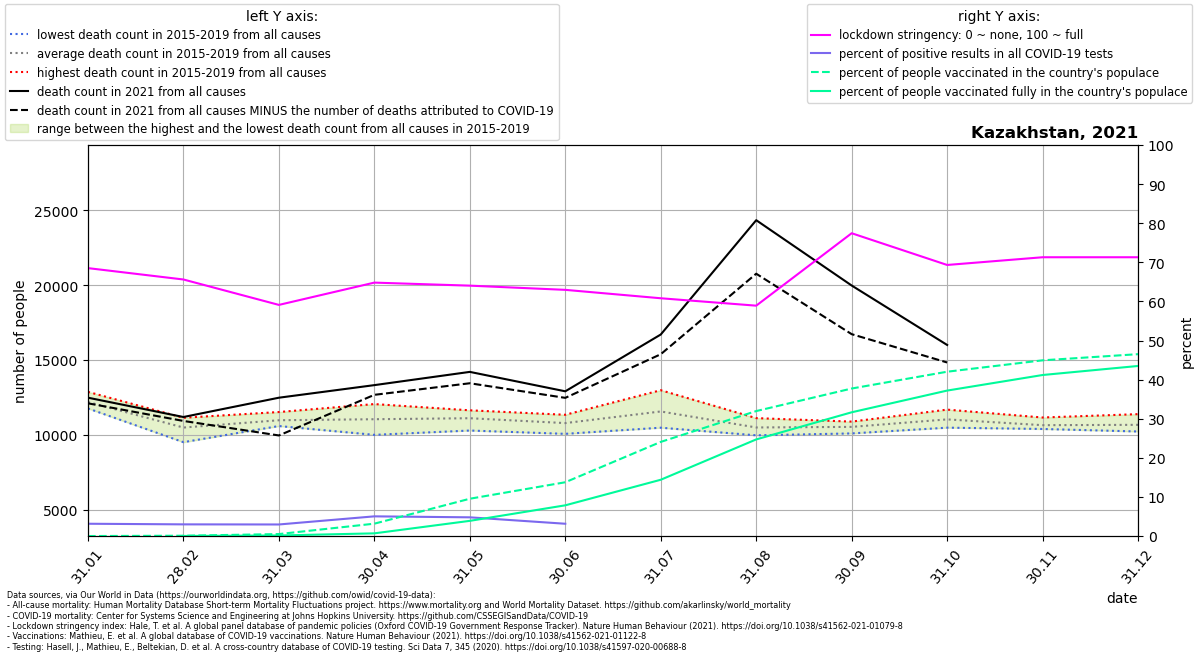 left Y axis:
lowest death count in 2015-2019 from all causes
average death count in 2015-2019 from all causes
highest death count in 2015-2019 from all causes
death count in 2021 from all causes
death count in 2021 from all causes MINUS the number of deaths attributed to COVID-19
range between the highest and the lowest death count from all causes in 2015-2019
right Y axis:
lockdown stringency: 0 ~ none, 100 ~ full
percent of positive results in all COVID-19 tests
percent of people vaccinated in the country's populace
percent of people vaccinated fully in the country's populace
Kazakhstan, 2021
number of people
25000
20000
15000
10000
5000
100
90
80
70
60
50
40
30
20
10
0
percent
31.01
28.02
31.03
30.04
31.05
30.06
31.07
31.08
30.09
31.10
30.11
31.12
date
Data sources, via Our World in Data (https://ourworldindata.org, https://github.com/owid/covid-19-data):
- All-cause mortality: Human Mortality Database Short-term Mortality Fluctuations project. https://www.mortality.org and World Mortality Dataset. https://github.com/akarlinsky/world_mortality
- COVID-19 mortality: Center for Systems Science and Engineering at Johns Hopkins University. https://github.com/CSSEGISandData/COVID-19
- Lockdown stringency index: Hale, T. et al. A global panel database of pandemic policies (Oxford COVID-19 Government Response Tracker). Nature Human Behaviour (2021). https://doi.org/10.1038/s41562-021-01079-8
- Vaccinations: Mathieu, E. et al. A global database of COVID-19 vaccinations. Nature Human Behaviour (2021). https://doi.org/10.1038/s41562-021-01122-8
- Testing: Hasell, J., Mathieu, E., Beltekian, D. et al. A cross-country database of COVID-19 testing. Sci Data 7, 345 (2020). https://doi.org/10.1038/s41597-020-00688-8